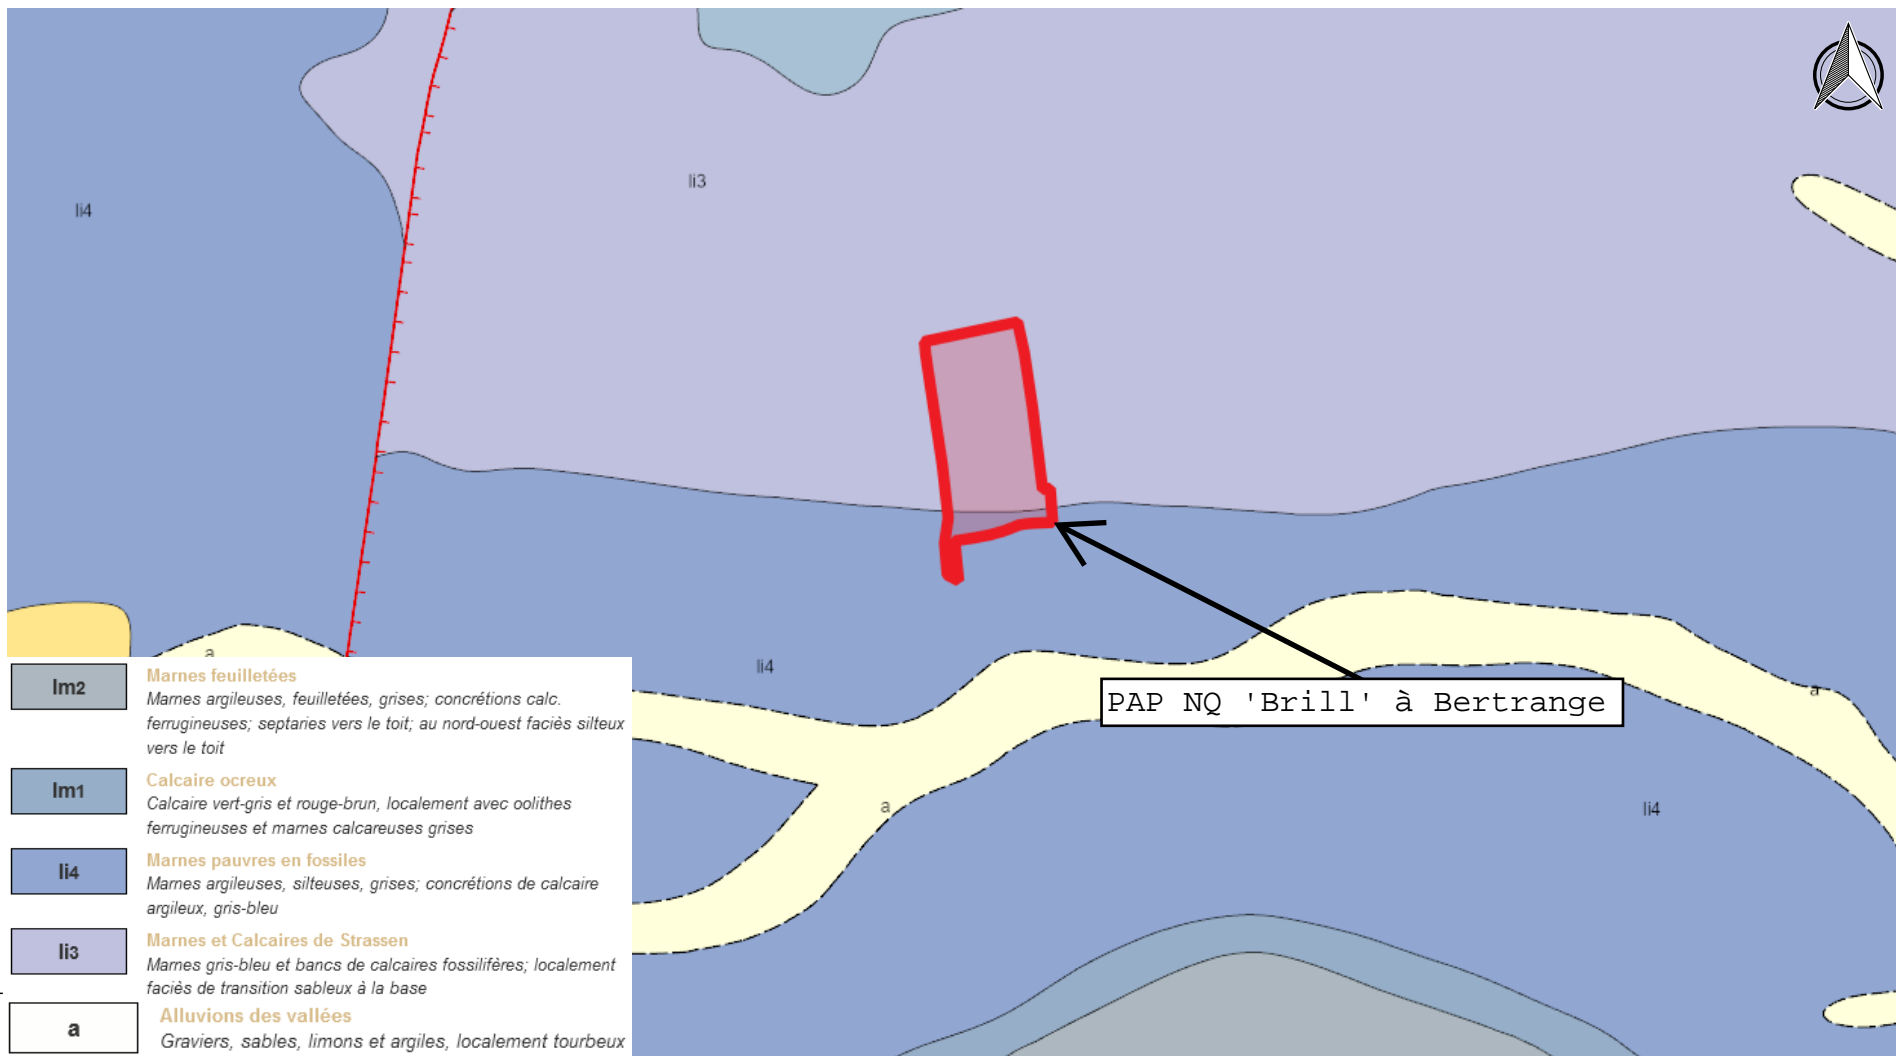 li3
li4
a
li4
PAP NQ 'Brill' à Bertrange
a
a
li4
lm2
Marnes feuilletées
Marnes argileuses, feuilletées, grises; concrétions calc.
ferrugineuses; septaries vers le toit; au nord-ouest faciès silteux
vers le toit
lm1
Calcaire ocreux
Calcaire vert-gris et rouge-brun, localement avec oolithes
ferrugineuses et marnes calcareuses grises
li4
Marnes pauvres en fossiles
Marnes argileuses, silteuses, grises; concrétions de calcaire
argileux, gris-bleu
li3
Marnes et Calcaires de Strassen
Marnes gris-bleu et bancs de calcaires fossilifères; localement
faciès de transition sableux à la base
a
Alluvions des vallées
Graviers, sables, limons et argiles, localement tourbeux